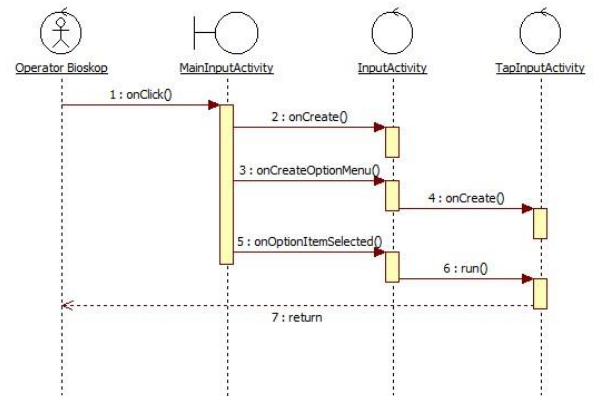 Operator Bioskop
MainInputActivity
InputActivity
TapInputActivity
1 : onClick()
2 : onCreate()
3 : onCreateOptionMenu()
4 : onCreate()
5 : onOptionItemSelected()
6 : run()
7 : return